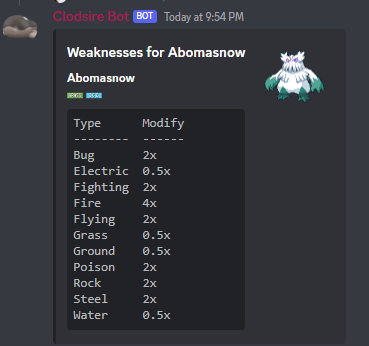 Clodsire Bot BOT Today at 9:54 PM
Weaknesses for Abomasnow
Abomasnow
Type Modify
-------- ------
Bug 2x
Electric 0.5x
Fighting 2x
Fire 4x
Flying 2x
Grass 0.5x
Ground 0.5x
Poison 2x
Rock 2x
Steel 2x
Water 0.5x